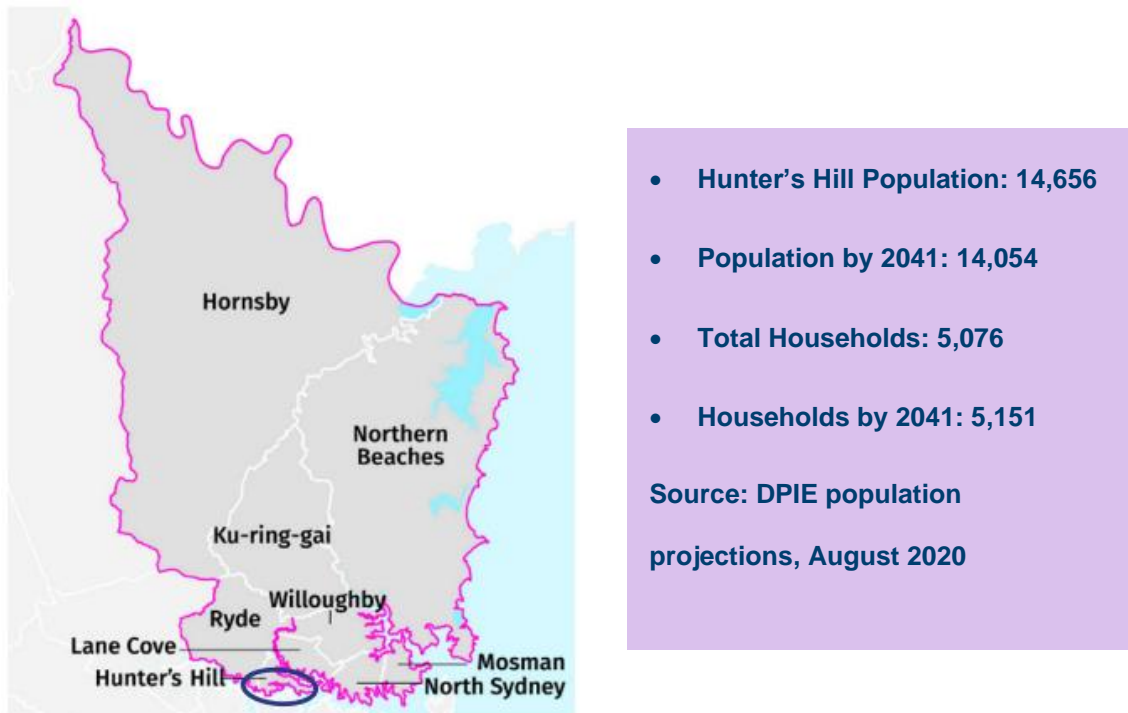 Hornsby
Northern
Beaches
Ku-ring-gai
Willoughby
Ryde
Lane Cove
Hunter's Hill
Mosman
North Sydney
• Hunter’s Hill Population: 14,656
• Population by 2041: 14,054
• Total Households: 5,076
• Households by 2041: 5,151
Source: DPIE population
projections, August 2020